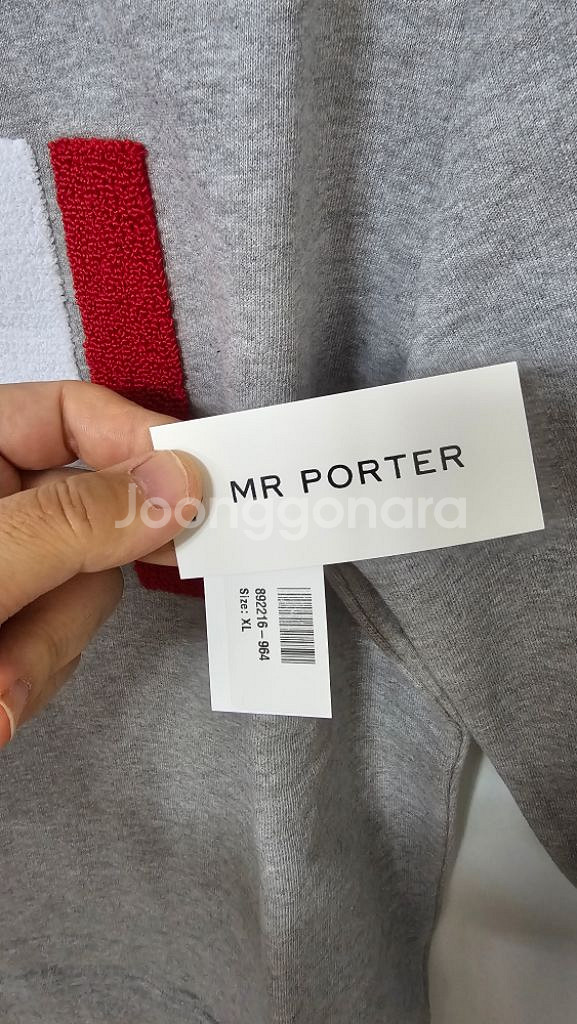 MR PORTER
Joonggonara
892216-964
Size: XL